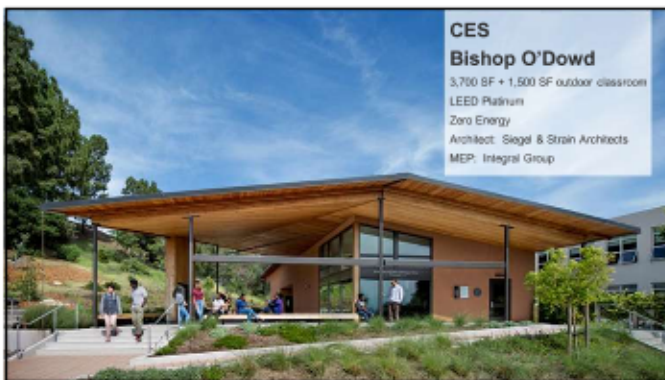 CES
Bishop O'Dowd
3,700 SF + 1,500 SF outdoor classroom
LEED Platinum
Zero Energy
Architect: Siegel & Strain Architects
MEP: Integral Group